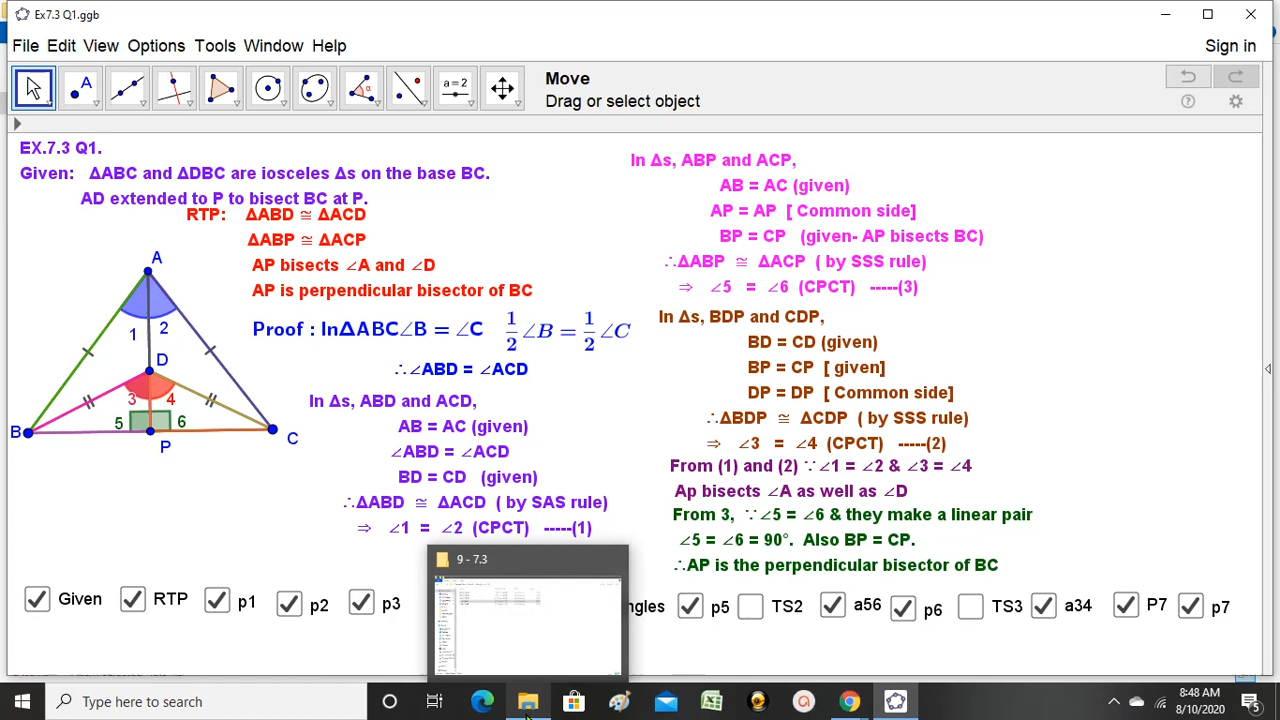 Ex7.3 Q1.ggb
File Edit View Options Tools Window Help
Sign in
A
α
a=2
Move
Drag or select object
EX.7.3 Q1.
Given: ΔABC and ΔDBC are iosceles Δs on the base BC.
AD extended to P to bisect BC at P.
RTP: ΔABD ≅ ΔACD
ΔABP ≅ ΔACP
AP bisects ∠A and ∠D
AP is perpendicular bisector of BC
Proof : InΔABC∠B = ∠C 1/2 ∠B = 1/2 ∠C
∴∠ABD = ∠ACD
In Δs, ABD and ACD,
AB = AC (given)
∠ABD = ∠ACD
BD = CD (given)
∴ΔABD ≅ ΔACD ( by SAS rule)
⇒ ∠1 = ∠2 (CPCT) -----(1)
A
1 2
D
3 4
5 6
B
P
C
In Δs, ABP and ACP,
AB = AC (given)
AP = AP [ Common side]
BP = CP (given- AP bisects BC)
∴ΔABP ≅ ΔACP ( by SSS rule)
⇒ ∠5 = ∠6 (CPCT) -----(3)
In Δs, BDP and CDP,
BD = CD (given)
BP = CP [ given]
DP = DP [ Common side]
∴ΔBDP ≅ ΔCDP ( by SSS rule)
⇒ ∠3 = ∠4 (CPCT) -----(2)
From (1) and (2) ∵∠1 = ∠2 & ∠3 = ∠4
Ap bisects ∠A as well as ∠D
From 3, ∵∠5 = ∠6 & they make a linear pair
∠5 = ∠6 = 90°. Also BP = CP.
∴AP is the perpendicular bisector of BC
9 - 7.3
Given RTP p1 p2 p3 ngles p5 TS2 a56 p6 TS3 a34 P7 p7
Type here to search
8:48 AM
8/10/2020
5